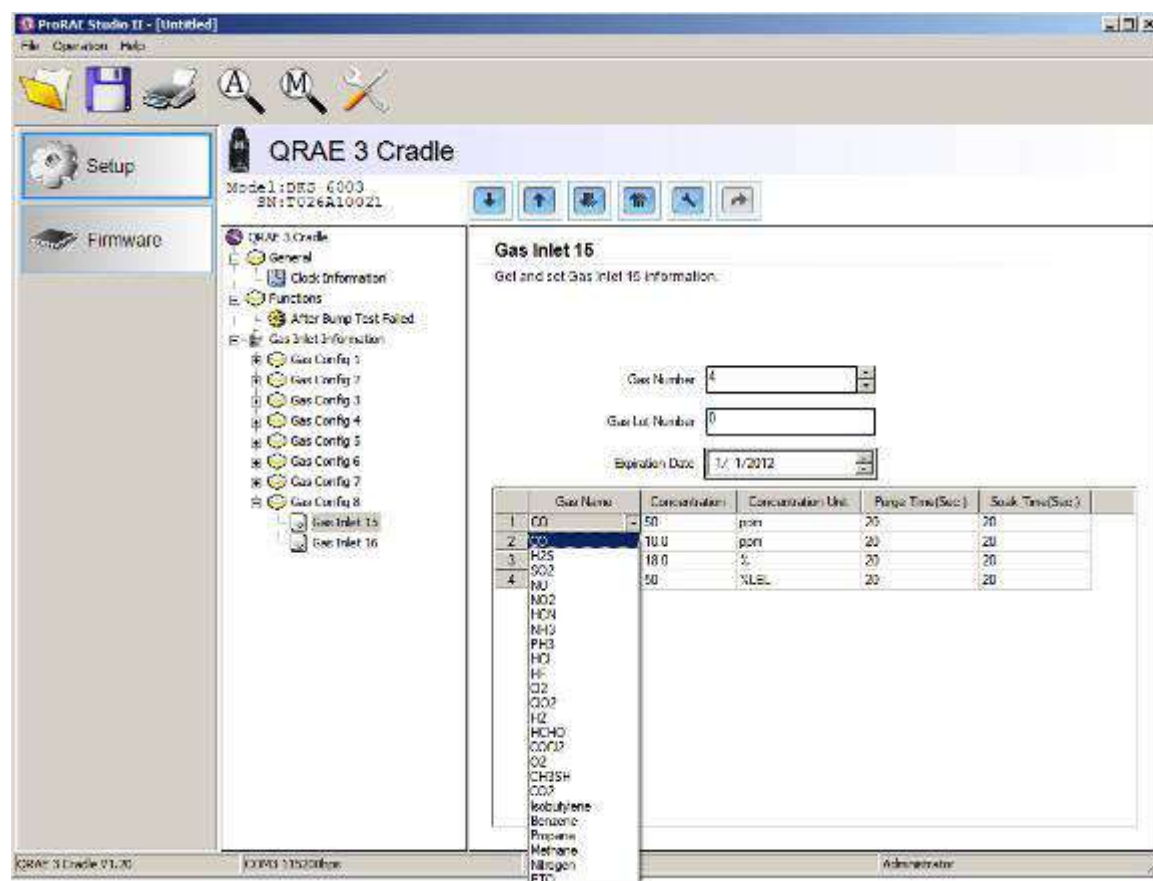 ProRAE Studio II - [Untitled]
File Operation Help
A M
Setup
Firmware
QRAE 3 Cradle
Model:DKS-6003
SN:T026A10021
QRAE 3 Cradle
General
Clock Information
Functions
After Bump Test Failed
Gas Inlet Information
Gas Config 1
Gas Config 2
Gas Config 3
Gas Config 4
Gas Config 5
Gas Config 6
Gas Config 7
Gas Config 8
Gas Inlet 15
Gas Inlet 16
Gas Inlet 15
Get and set Gas Inlet 15 information.
Gas Number 4
Gas Lot Number 0
Expiration Date 1/ 1/2012
Gas Name Concentration Concentration Unit Purge Time(Sec.) Soak Time(Sec.)
1 CO 50 ppm 20 20
2 CO 10.0 ppm 20 20
3 18.0 % 20 20
4 50 %LEL 20 20
H2S
SO2
NO
NO2
HCN
NH3
PH3
HCl
HF
Cl2
ClO2
H2
HCHO
COCl2
O2
CH3SH
CO2
Isobutylene
Benzene
Propane
Methane
Nitrogen
ETO
QRAE 3 Cradle V1.20 COM3 115200bps Administrator